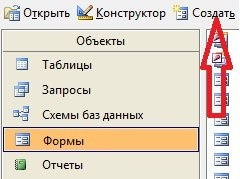 Открыть Конструктор Создать
Объекты
Таблицы
Запросы
Схемы баз данных
Формы
Отчеты